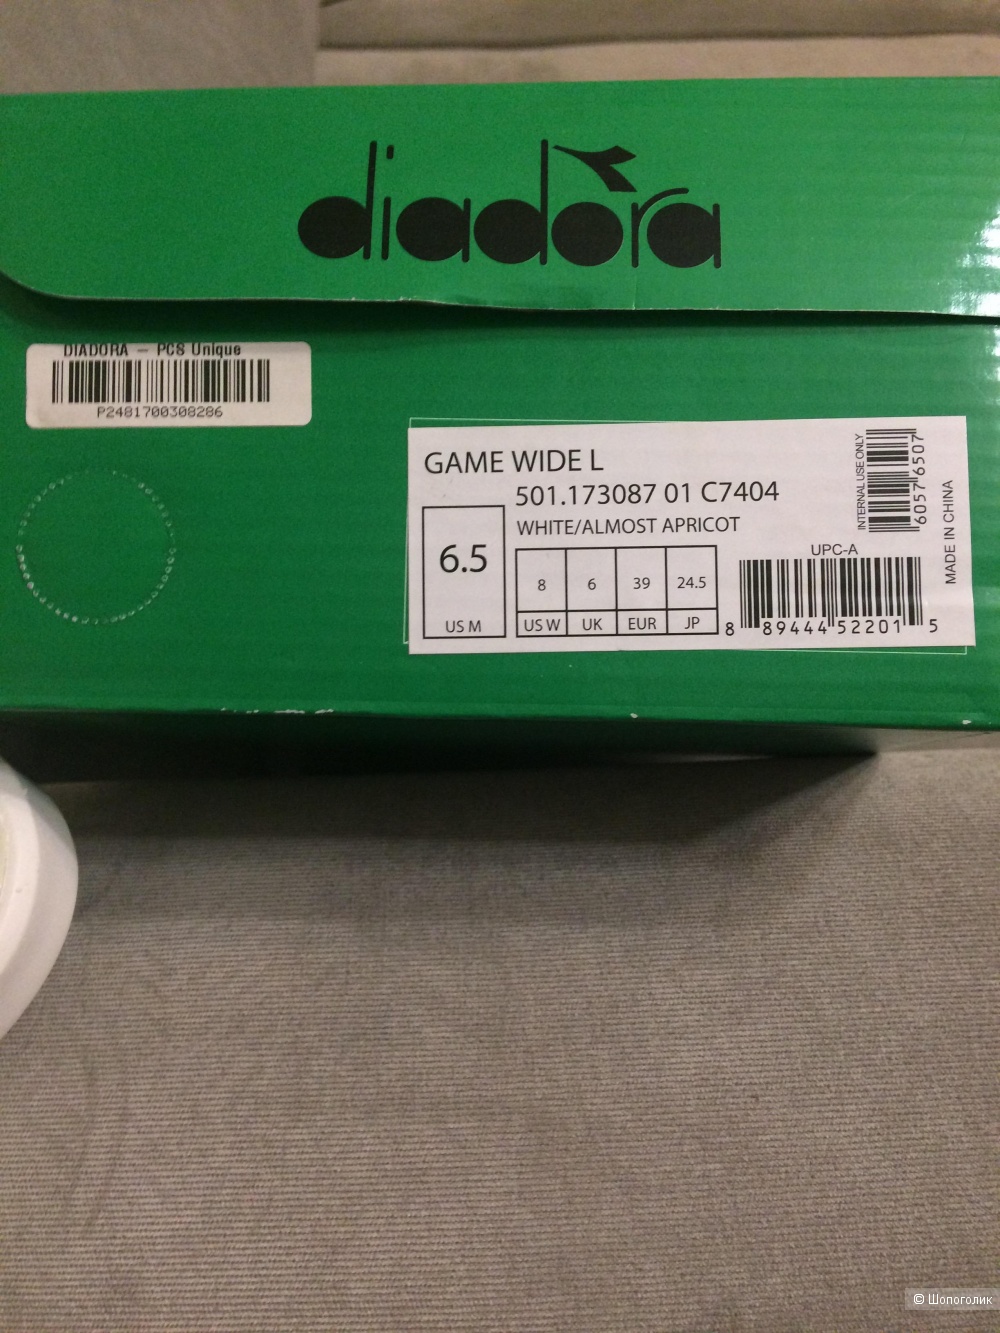 diadora
DIADORA — PCS Unique
P2481700308286
GAME WIDE L
501.173087 01 C7404
WHITE/ALMOST APRICOT
6.5
US M
8 6 39 24.5
US W UK EUR JP
INTERNAL USE ONLY
60576507
MADE IN CHINA
UPC-A
8 89444 52201 5
© Шопоголик